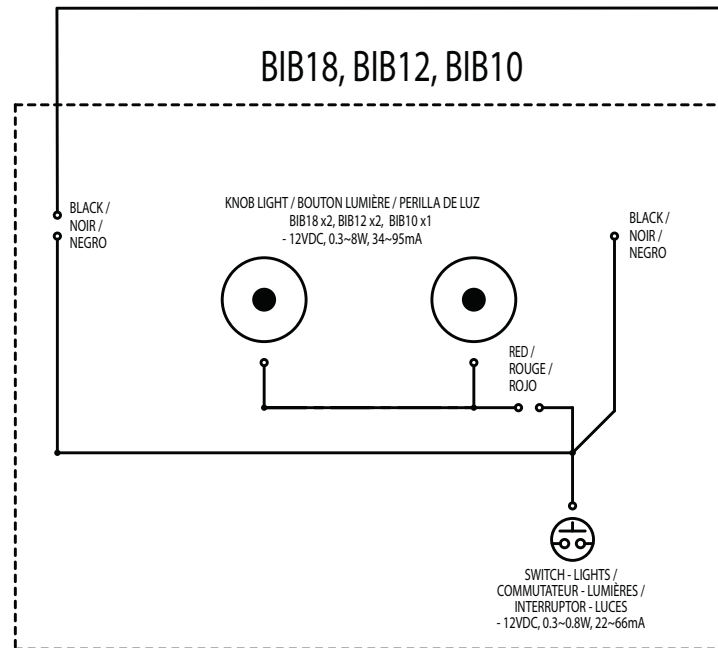 BIB18, BIB12, BIB10
BLACK /
NOIR /
NEGRO
KNOB LIGHT / BOUTON LUMIÈRE / PERILLA DE LUZ
BIB18 x2, BIB12 x2, BIB10 x1
- 12VDC, 0.3~8W, 34~95mA
BLACK /
NOIR /
NEGRO
RED /
ROUGE /
ROJO
SWITCH - LIGHTS /
COMMUTATEUR - LUMIÈRES /
INTERRUPTOR - LUCES
- 12VDC, 0.3~0.8W, 22~66mA